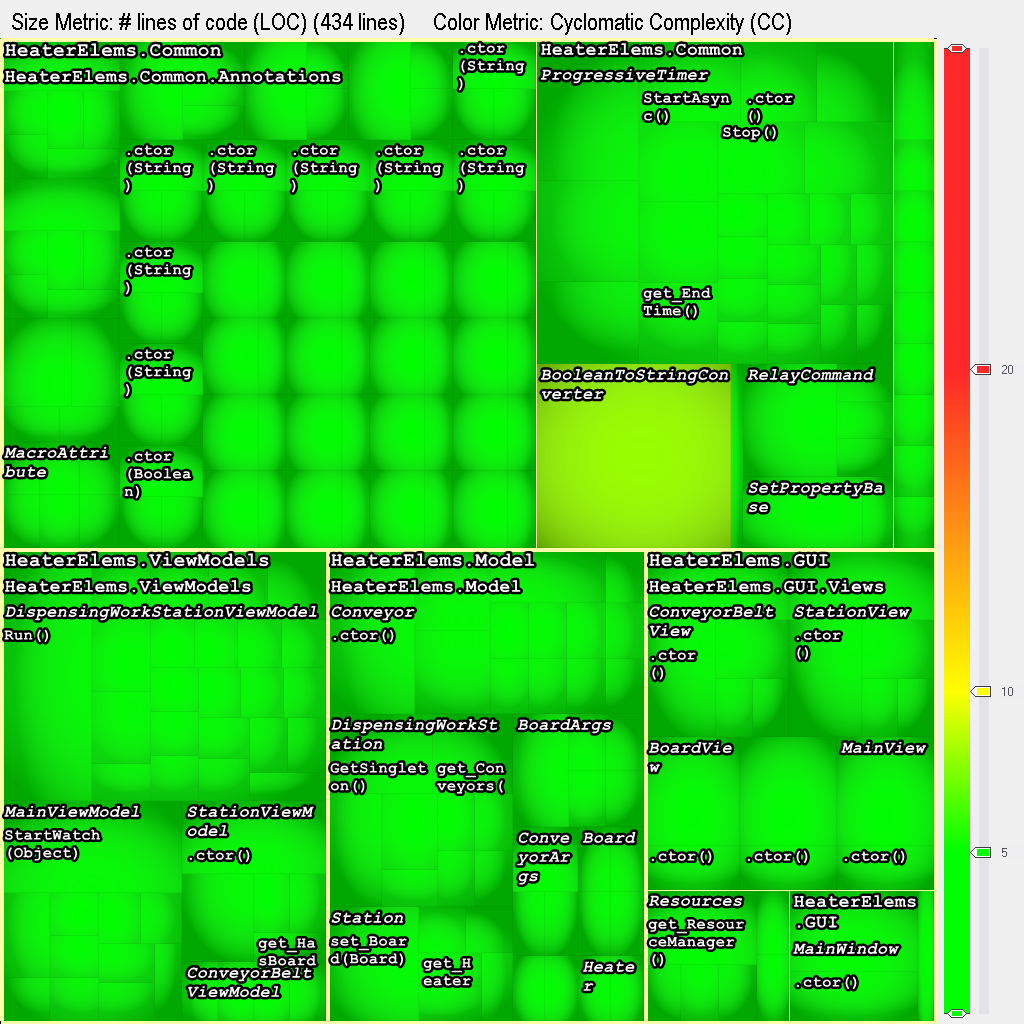 Size Metric: # lines of code (LOC) (434 lines)     Color Metric: Cyclomatic Complexity (CC)
HeaterElems.Common
HeaterElems.Common.Annotations
.ctor
(String
)
.ctor
(String
)
.ctor
(String
)
.ctor
(String
)
.ctor
(String
)
.ctor
(String
)
.ctor
(String
)
.ctor
(String
)
MacroAttri
bute
.ctor
(Boolea
n)
HeaterElems.Common
ProgressiveTimer
StartAsyn
c()
.ctor
()
Stop()
get_End
Time()
BooleanToStringCon
verter
RelayCommand
SetPropertyBa
se
HeaterElems.ViewModels
HeaterElems.ViewModels
DispensingWorkStationViewModel
Run()
MainViewModel
StartWatch
(Object)
StationViewM
odel
.ctor()
get_Ha
sBoard
ConveyorBelt
ViewModel
HeaterElems.Model
HeaterElems.Model
Conveyor
.ctor()
DispensingWorkSt
ation
GetSinglet
on()
get_Con
veyors(
BoardArgs
Conve
yorAr
gs
Board
Station
set_Boar
d(Board)
get_H
eater
Heate
r
HeaterElems.GUI
HeaterElems.GUI.Views
ConveyorBelt
View
.ctor
()
StationView
.ctor
()
BoardVie
w
MainView
.ctor()
.ctor()
.ctor()
Resources
get_Resour
ceManager
()
HeaterElems
.GUI
MainWindow
.ctor()
20
10
5